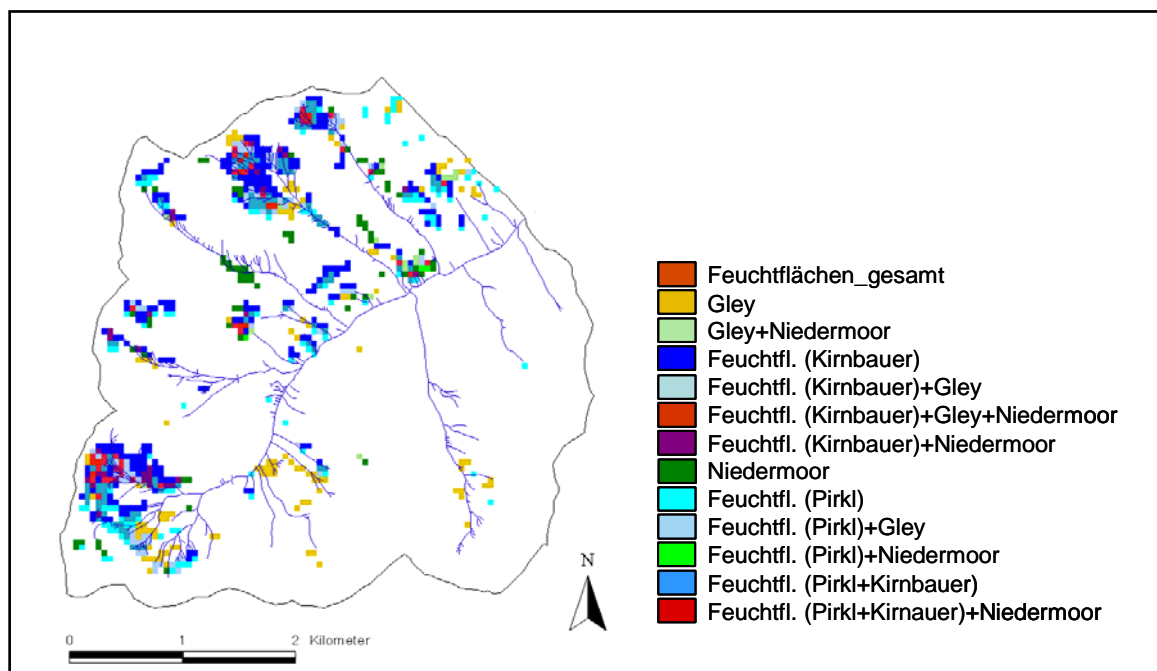 Feuchtflächen_gesamt
Gley
Gley+Niedermoor
Feuchtfl. (Kirnbauer)
Feuchtfl. (Kirnbauer)+Gley
Feuchtfl. (Kirnbauer)+Gley+Niedermoor
Feuchtfl. (Kirnbauer)+Niedermoor
Niedermoor
Feuchtfl. (Pirkl)
Feuchtfl. (Pirkl)+Gley
Feuchtfl. (Pirkl)+Niedermoor
Feuchtfl. (Pirkl+Kirnbauer)
Feuchtfl. (Pirkl+Kirnauer)+Niedermoor
N
0 1 2 Kilometer